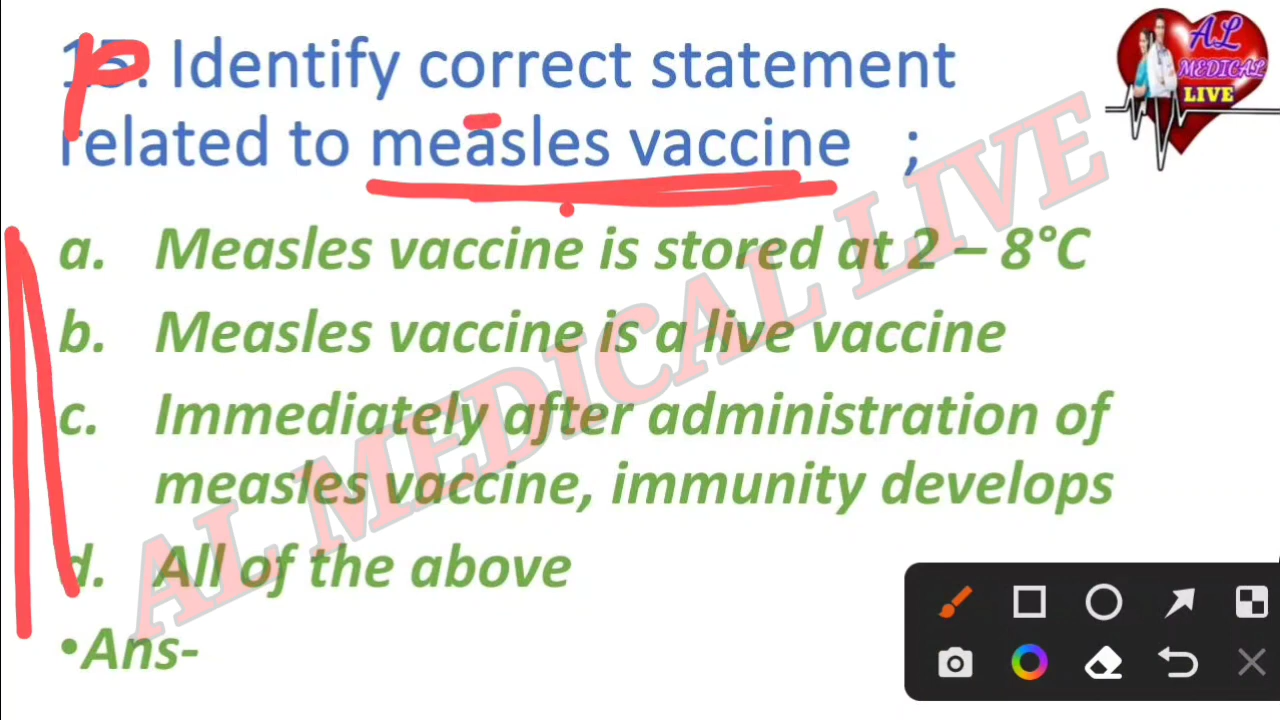 15. Identify correct statement
related to measles vaccine ;
a. Measles vaccine is stored at 2 – 8°C
b. Measles vaccine is a live vaccine
c. Immediately after administration of
measles vaccine, immunity develops
d. All of the above
•Ans-
AL MEDICAL LIVE
AL
MEDICAL
LIVE